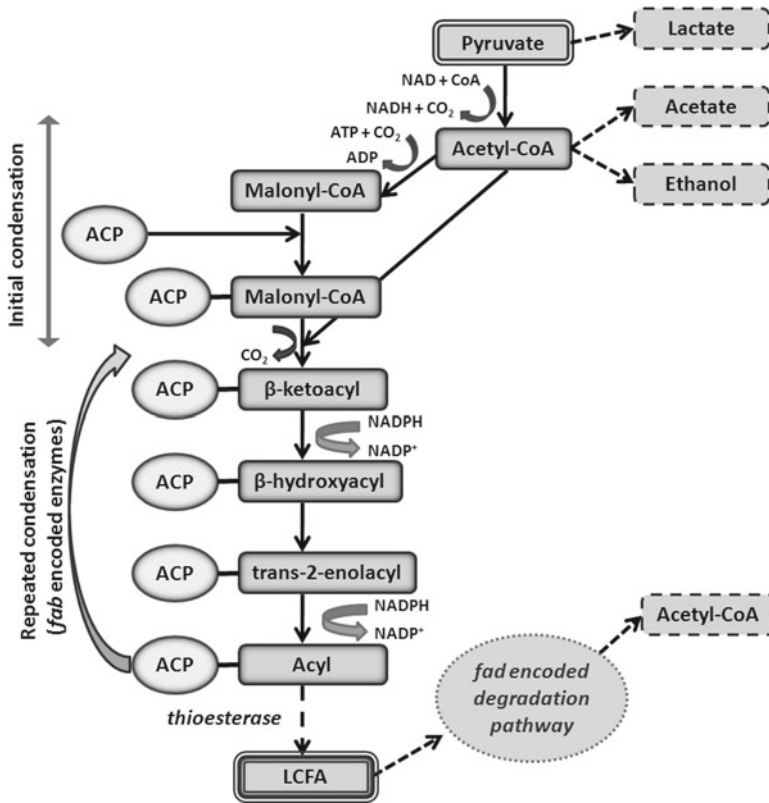 Pyruvate
Lactate
NAD + CoA
NADH + CO₂
Acetate
ATP + CO₂
ADP
Acetyl-CoA
Ethanol
Malonyl-CoA
ACP
Initial condensation
ACP
Malonyl-CoA
CO₂
ACP
β-ketoacyl
NADPH
NADP⁺
ACP
β-hydroxyacyl
Repeated condensation
(fab encoded enzymes)
ACP
trans-2-enolacyl
NADPH
NADP⁺
ACP
Acyl
Acetyl-CoA
fad encoded
degradation
pathway
thioesterase
LCFA